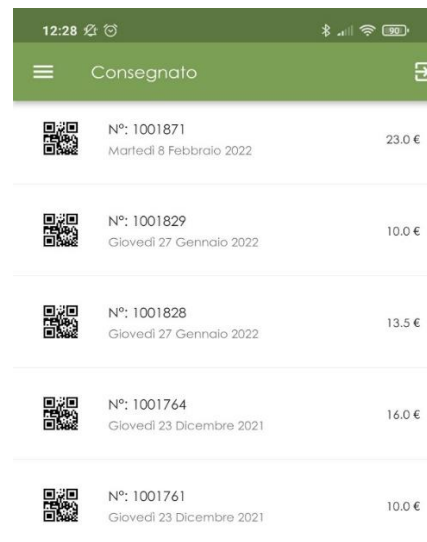 12:28
90
Consegnato
N°: 1001871
Martedì 8 Febbraio 2022
23.0 €
N°: 1001829
Giovedì 27 Gennaio 2022
10.0 €
N°: 1001828
Giovedì 27 Gennaio 2022
13.5 €
N°: 1001764
Giovedì 23 Dicembre 2021
16.0 €
N°: 1001761
Giovedì 23 Dicembre 2021
10.0 €